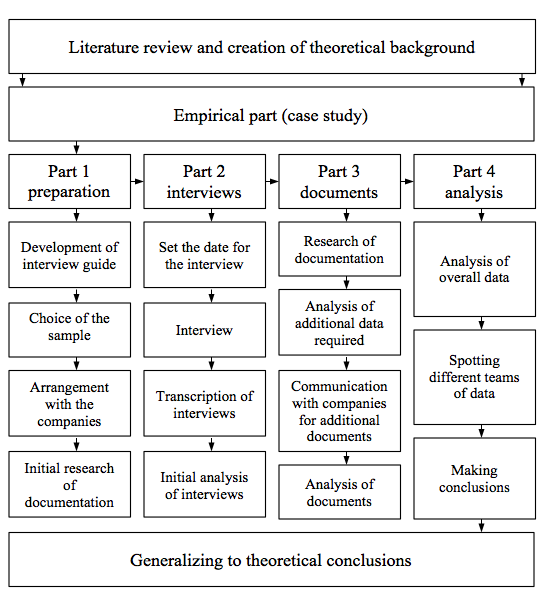 Literature review and creation of theoretical background
Empirical part (case study)
Part 1
preparation
Part 2
interviews
Part 3
documents
Part 4
analysis
Development of
interview guide
Choice of the
sample
Arrangement
with the
companies
Initial research
of
documentation
Set the date for
the interview
Interview
Transcription of
interviews
Initial analysis
of interviews
Research of
documentation
Analysis of
additional data
required
Communication
with companies
for additional
documents
Analysis of
documents
Analysis of
overall data
Spotting
different teams
of data
Making
conclusions
Generalizing to theoretical conclusions